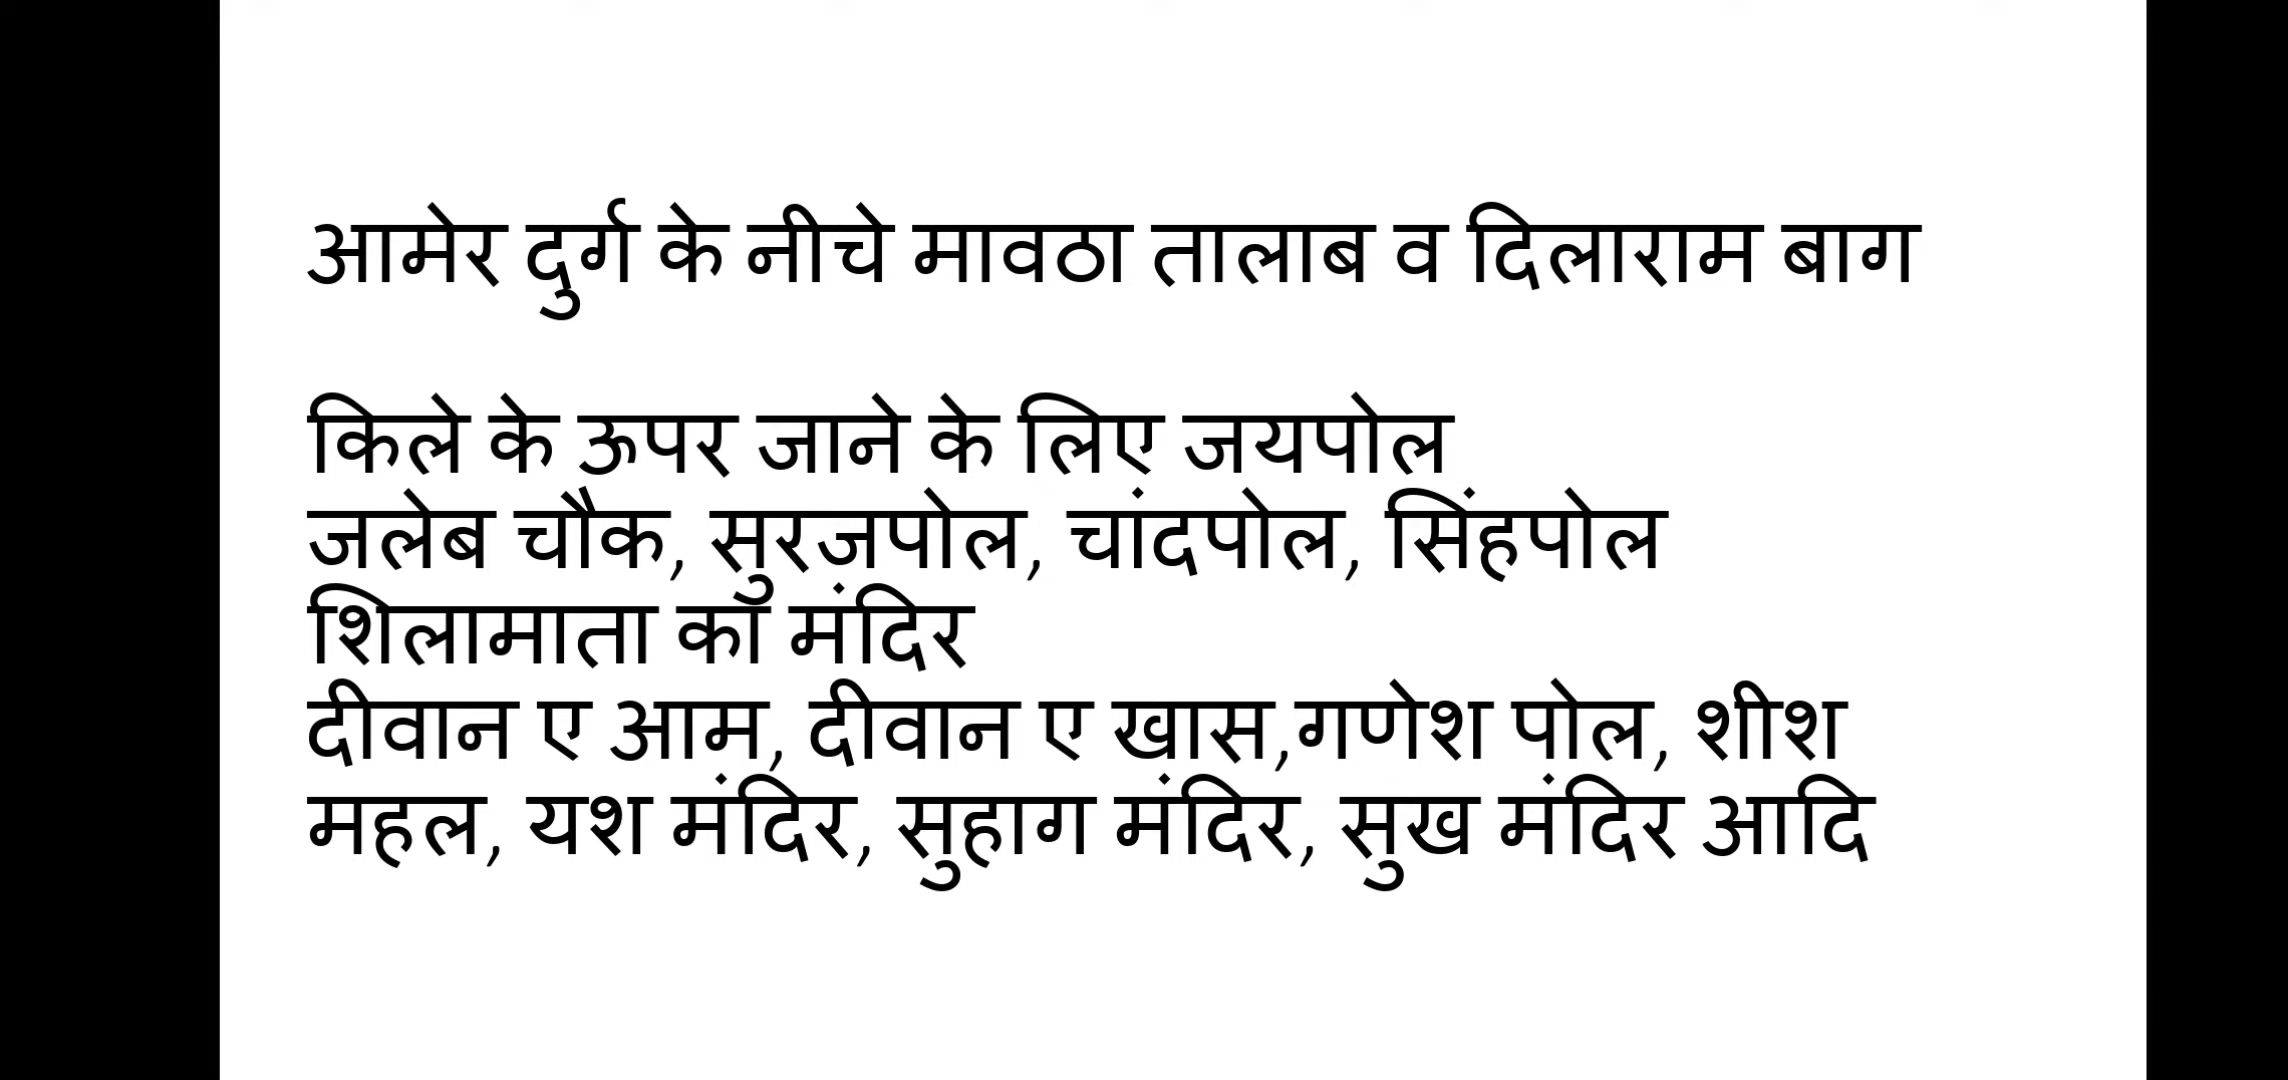 आमेर दुर्ग के नीचे मावठा तालाब व दिलाराम बाग
किले के ऊपर जाने के लिए जयपोल
जलेब चौक, सुरजपोल, चांदपोल, सिंहपोल
शिलामाता का मंदिर
दीवान ए आम, दीवान ए खास,गणेश पोल, शीश
महल, यश मंदिर, सुहाग मंदिर, सुख मंदिर आदि